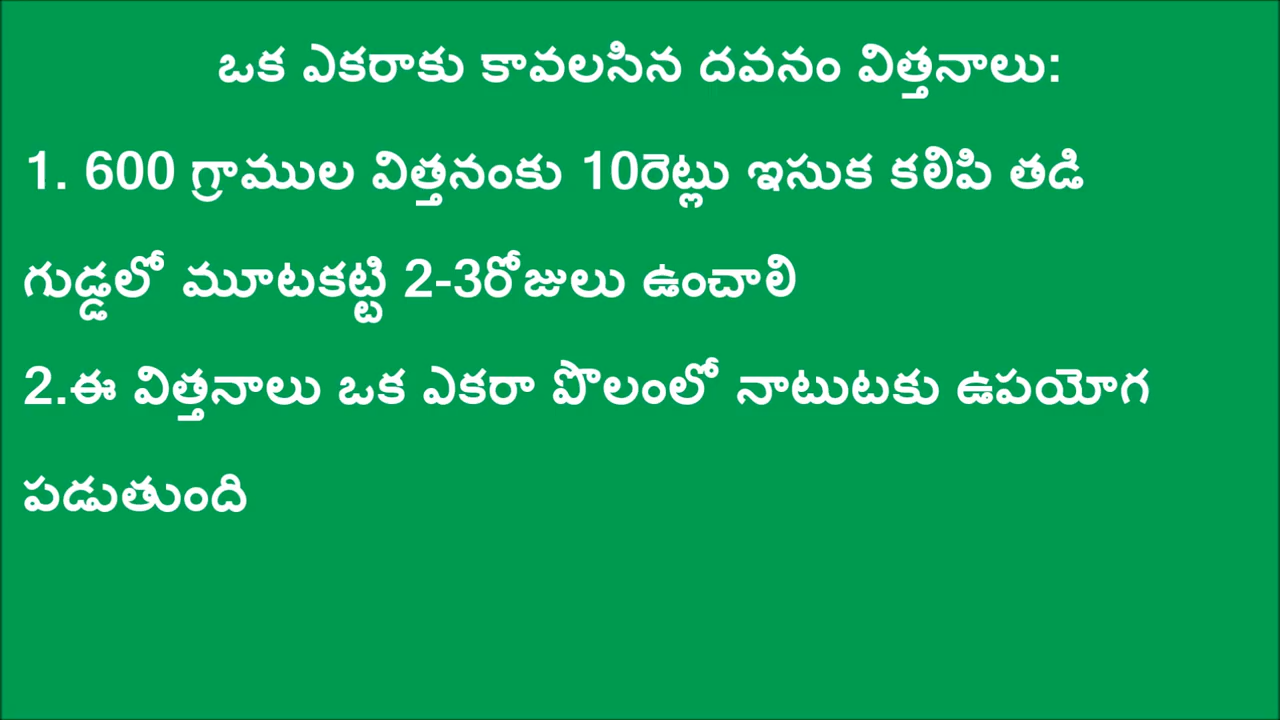 ఒక ఎకరాకు కావలసిన దవనం విత్తనాలు:
1. 600 గ్రాముల విత్తనంకు 10రెట్లు ఇసుక కలిపి తడి
గుడ్డలో మూటకట్టి 2-3రోజులు ఉంచాలి
2.ఈ విత్తనాలు ఒక ఎకరా పొలంలో నాటుటకు ఉపయోగ
పడుతుంది